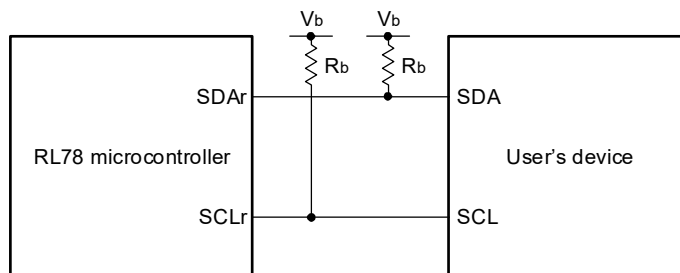 Vb Vb
Rb Rb
SDAr SDA
RL78 microcontroller User's device
SCLr SCL